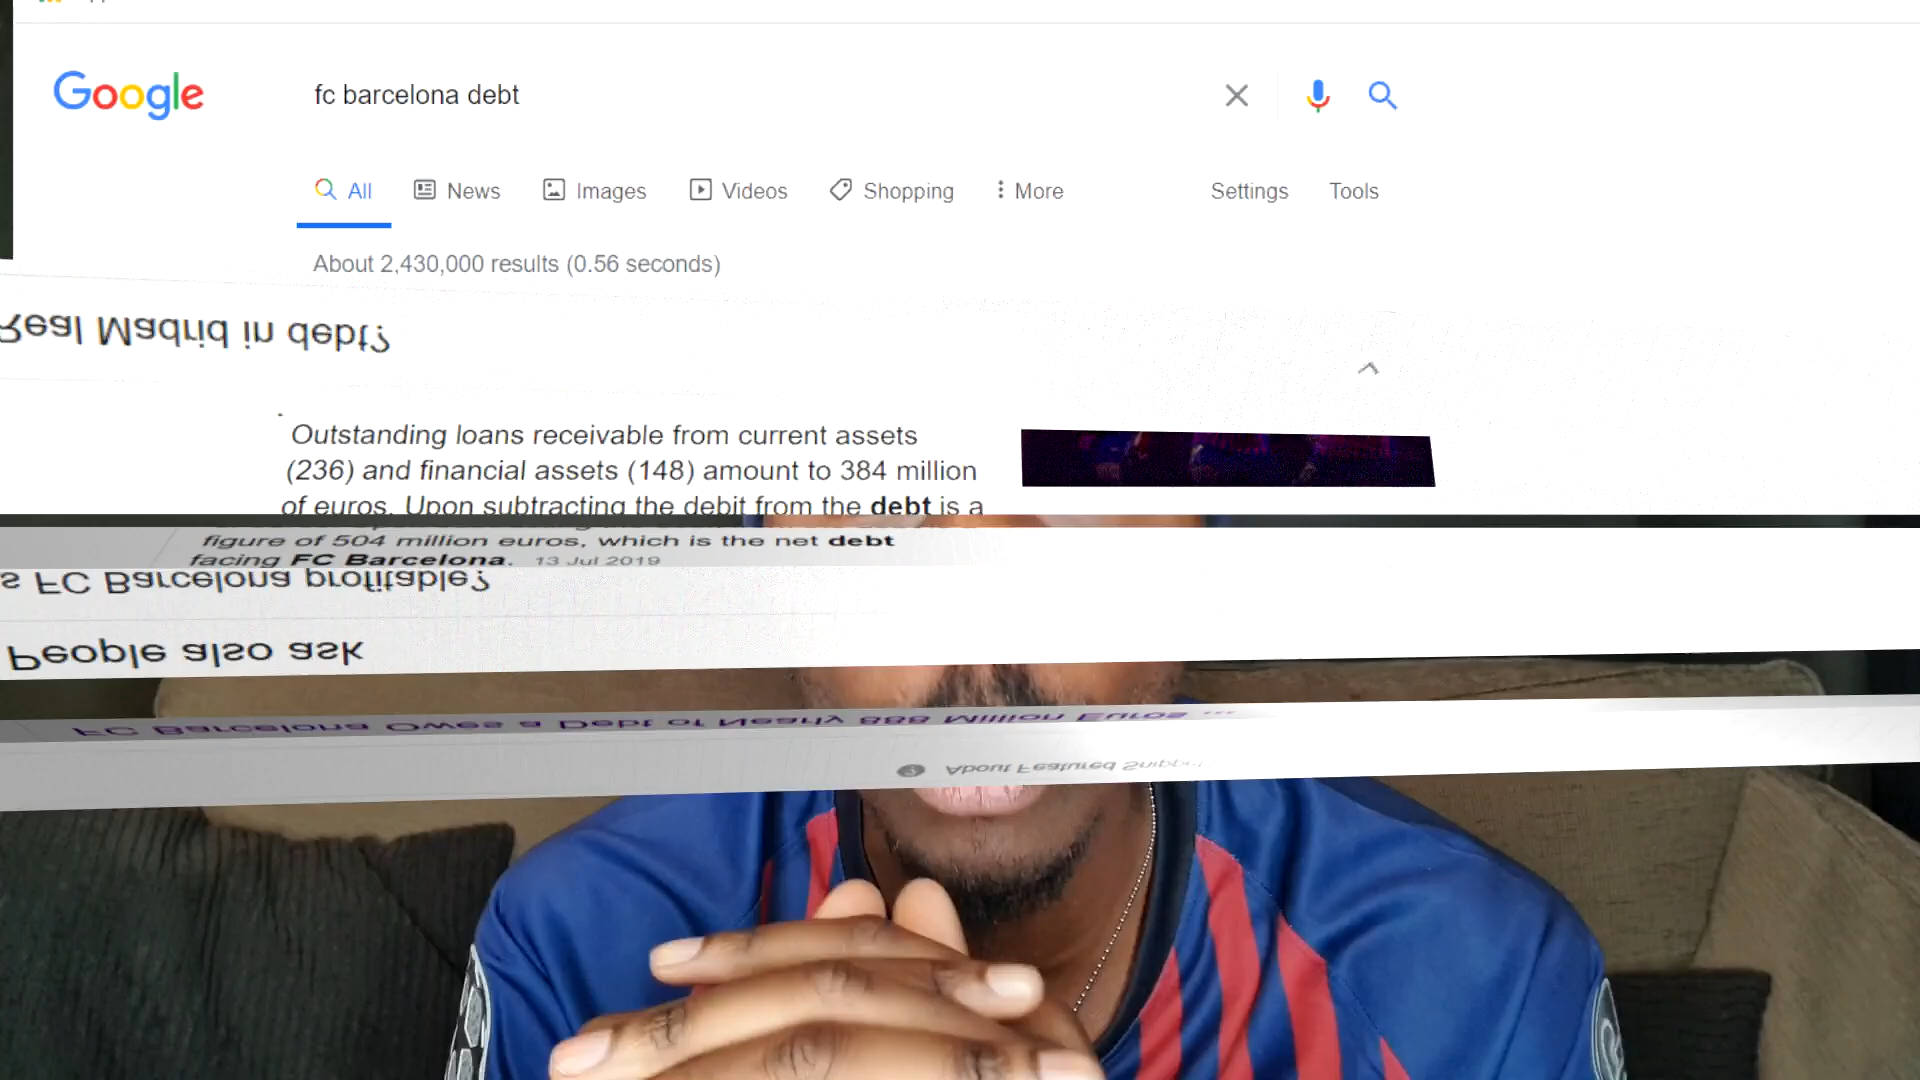 Google
fc barcelona debt
All News Images Videos Shopping More Settings Tools
About 2,430,000 results (0.56 seconds)
Real Madrid in debt?
Outstanding loans receivable from current assets
(236) and financial assets (148) amount to 384 million
of euros. Upon subtracting the debit from the debt is a
figure of 504 million euros, which is the net debt
facing FC Barcelona. 13 Jul 2019
s FC Barcelona profitable?
People also ask
FC Barcelona Owes a Debt of Nearly 888 Million Euros ...
About Featured Snippets